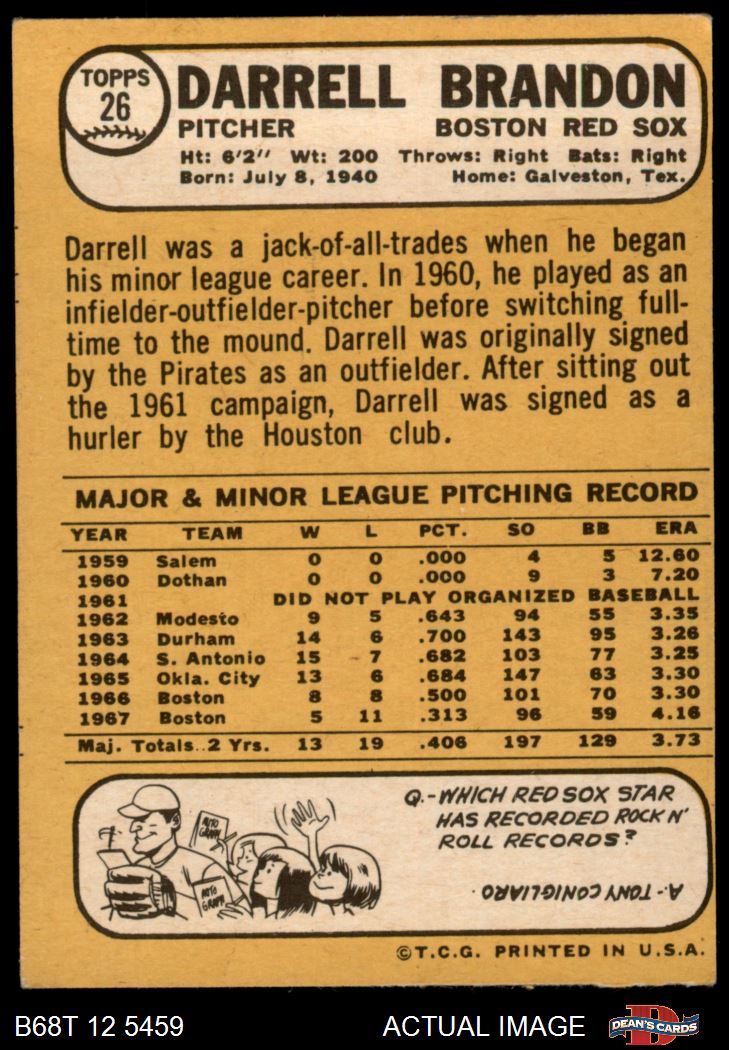 TOPPS
26
DARRELL BRANDON
PITCHER BOSTON RED SOX
Ht: 6'2" Wt: 200 Throws: Right Bats: Right
Born: July 8, 1940 Home: Galveston, Tex.
Darrell was a jack-of-all-trades when he began
his minor league career. In 1960, he played as an
infielder-outfielder-pitcher before switching full-
time to the mound. Darrell was originally signed
by the Pirates as an outfielder. After sitting out
the 1961 campaign, Darrell was signed as a
hurler by the Houston club.
MAJOR & MINOR LEAGUE PITCHING RECORD
YEAR TEAM W L PCT. SO BB ERA
1959 Salem 0 0 .000 4 5 12.60
1960 Dothan 0 0 .000 9 3 7.20
1961 DID NOT PLAY ORGANIZED BASEBALL
1962 Modesto 9 5 .643 94 55 3.35
1963 Durham 14 6 .700 143 95 3.26
1964 S. Antonio 15 7 .682 103 77 3.25
1965 Okla. City 13 6 .684 147 63 3.30
1966 Boston 8 8 .500 101 70 3.30
1967 Boston 5 11 .313 96 59 4.16
Maj. Totals..2 Yrs. 13 19 .406 197 129 3.73
AUTO
GRAPH
AUTO
GRAPH
Q.-WHICH RED SOX STAR
HAS RECORDED ROCK N'
ROLL RECORDS?
A.-TONY CONIGLIARO.
©T.C.G. PRINTED IN U.S.A.
B68T 12 5459 ACTUAL IMAGE
D
DEAN'S CARDS